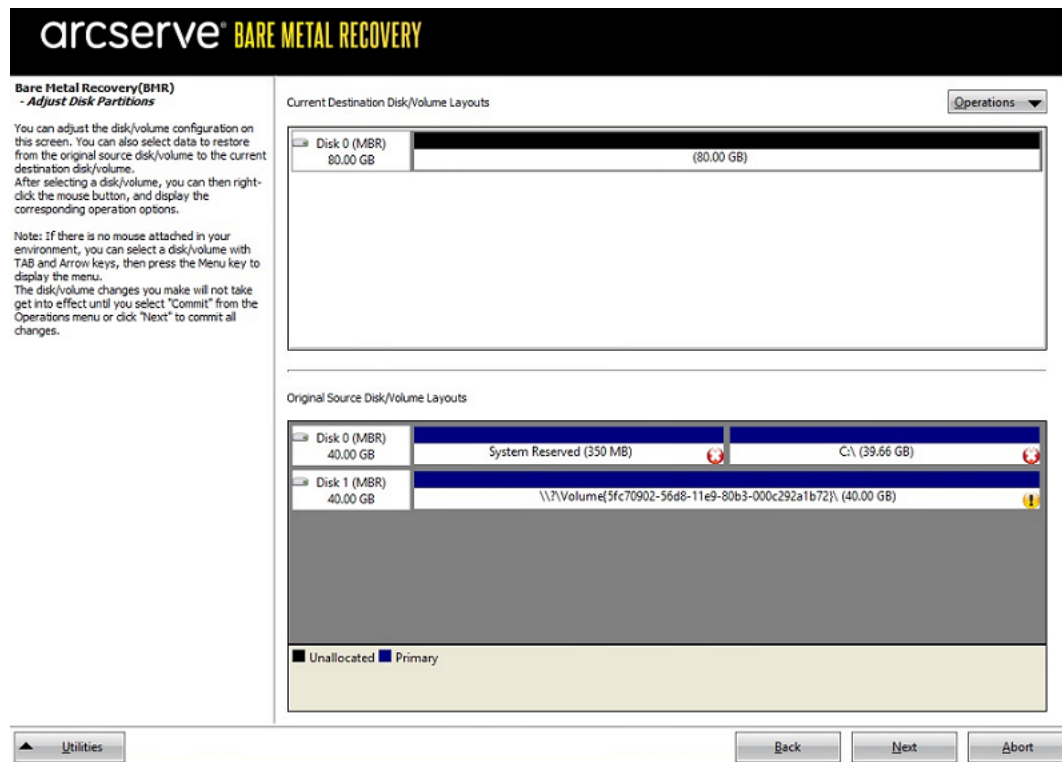 arcserve® BARE METAL RECOVERY
Bare Metal Recovery(BMR)
- Adjust Disk Partitions
You can adjust the disk/volume configuration on
this screen. You can also select data to restore
from the original source disk/volume to the current
destination disk/volume.
After selecting a disk/volume, you can then right-
click the mouse button, and display the
corresponding operation options.
Note: If there is no mouse attached in your
environment, you can select a disk/volume with
TAB and Arrow keys, then press the Menu key to
display the menu.
The disk/volume changes you make will not take
get into effect until you select "Commit" from the
Operations menu or click "Next" to commit all
changes.
Current Destination Disk/Volume Layouts
Operations
Disk 0 (MBR)
80.00 GB
(80.00 GB)
Original Source Disk/Volume Layouts
Disk 0 (MBR)
40.00 GB
System Reserved (350 MB)
C:\ (39.66 GB)
Disk 1 (MBR)
40.00 GB
\\?\Volume{5fc70902-56d8-11e9-80b3-000c292a1b72}\ (40.00 GB)
Unallocated Primary
Utilities
Back
Next
Abort